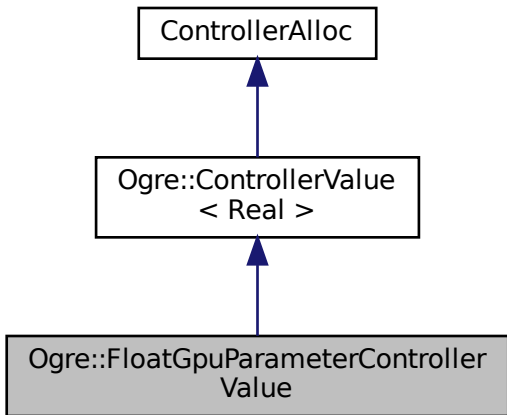 ControllerAlloc
Ogre::ControllerValue
< Real >
Ogre::FloatGpuParameterController
Value